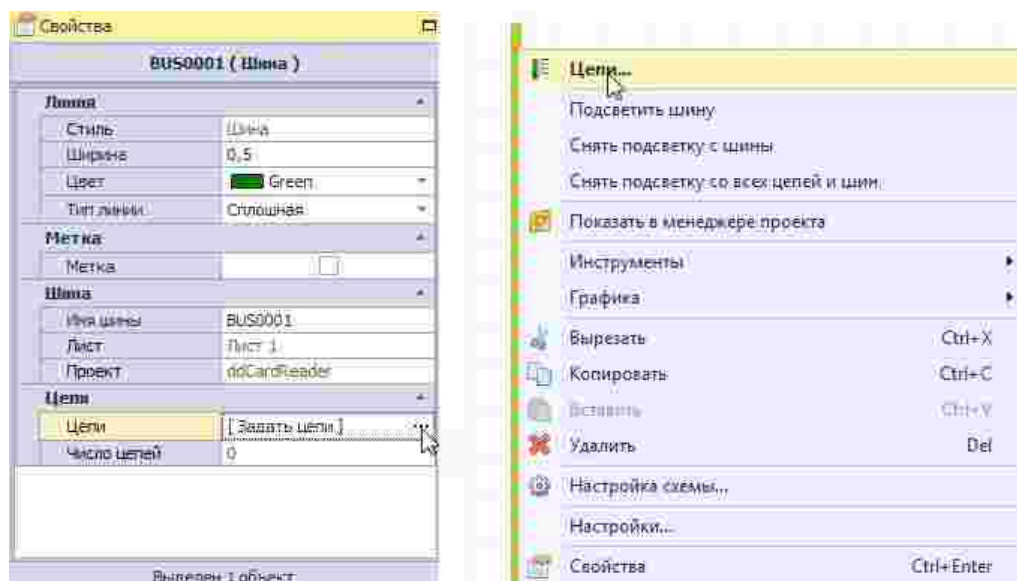 Свойства
BUS0001 ( Шина )
Линия
Стиль Шина
Ширина 0,5
Цвет Green
Тип линии Сплошная
Метка
Метка
Шина
Имя шины BUS0001
Лист Лист 1
Проект ddCardReader
Цепи
Цепи [ Задать цепи ] ...
Число цепей 0
Выделен 1 объект
Цепи...
Подсветить шину
Снять подсветку с шины
Снять подсветку со всех цепей и шин
Показать в менеджере проекта
Инструменты
Графика
Вырезать Ctrl+X
Копировать Ctrl+C
Вставить Ctrl+V
Удалить Del
Настройка схемы...
Настройки...
Свойства Ctrl+Enter